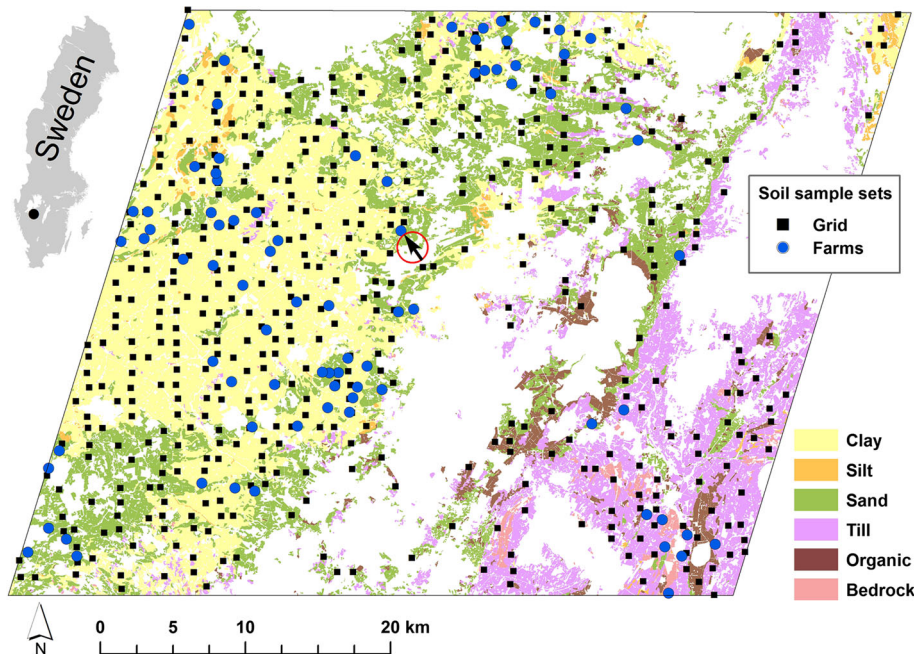 Sweden
Soil sample sets
Grid
Farms
Clay
Silt
Sand
Till
Organic
Bedrock
N
0 5 10 20 km